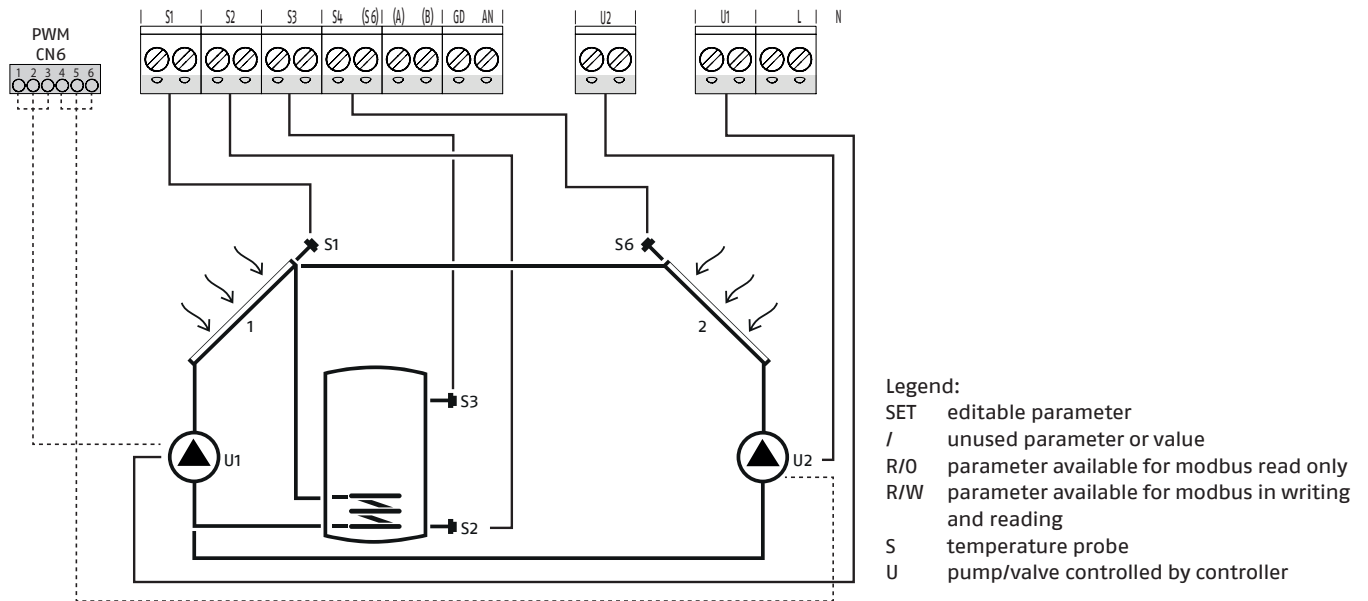 S1 S2 S3 S4 (S6) (A) (B) GD AN U2 U1 L N
PWM
CN6
1 2 3 4 5 6
S1
S6
1
2
S3
U1
U2
S2
Legend:
SET editable parameter
/ unused parameter or value
R/O parameter available for modbus read only
R/W parameter available for modbus in writing
and reading
S temperature probe
U pump/valve controlled by controller